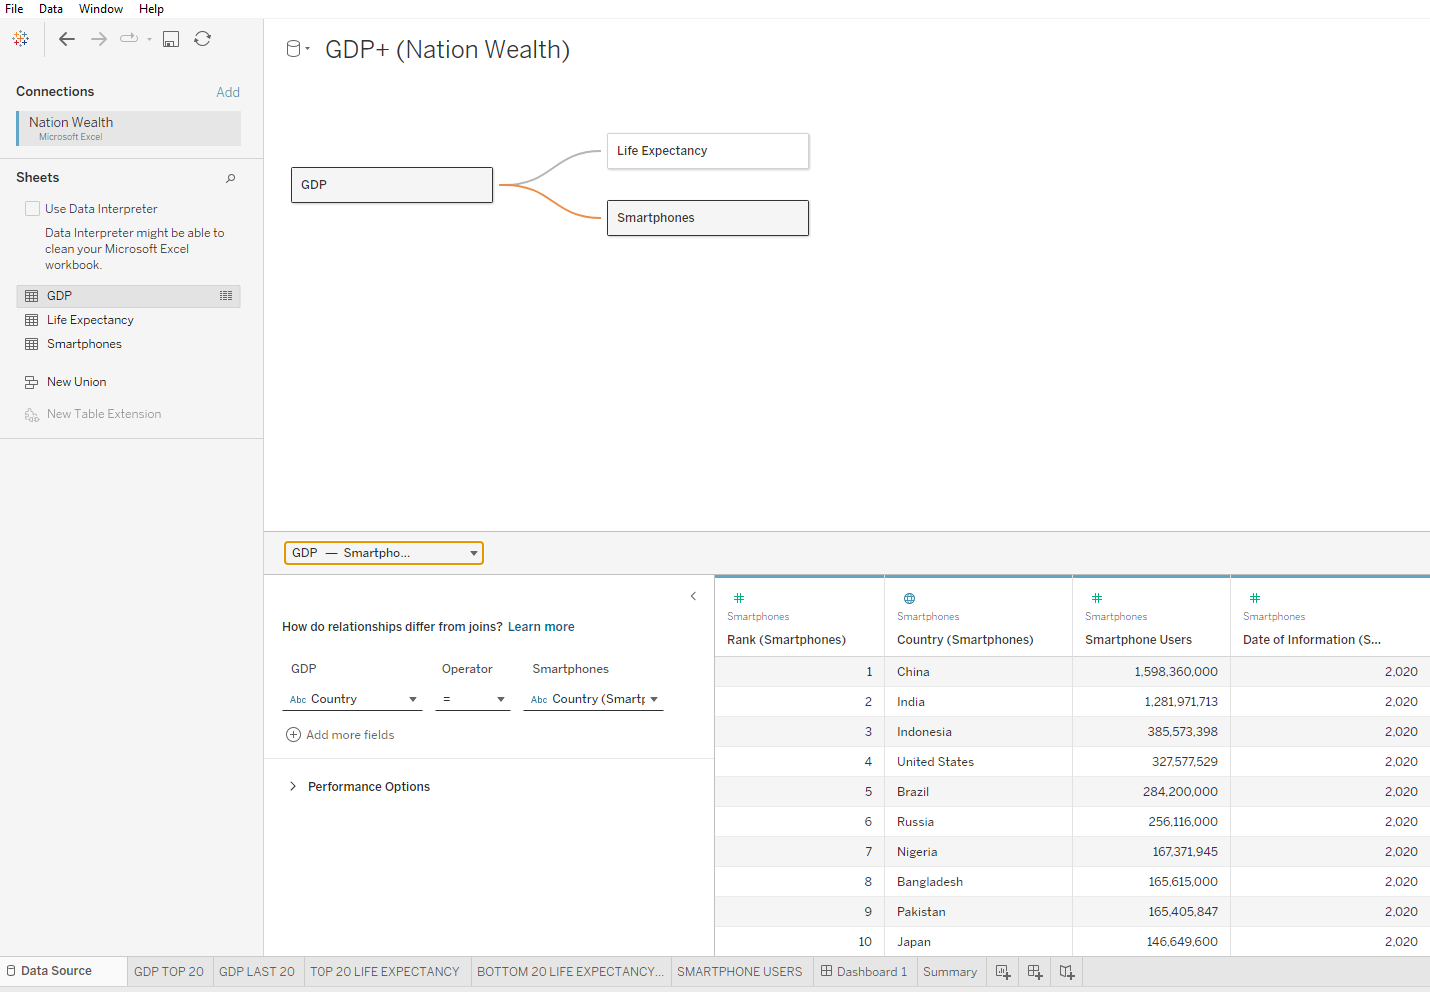 File Data Window Help
GDP+ (Nation Wealth)
Connections Add
Nation Wealth
Microsoft Excel
Sheets
Use Data Interpreter
Data Interpreter might be able to
clean your Microsoft Excel
workbook.
GDP
Life Expectancy
Smartphones
New Union
New Table Extension
GDP
Life Expectancy
Smartphones
GDP — Smartpho...
How do relationships differ from joins? Learn more
GDP Operator Smartphones
Abc Country = Abc Country (Smartp
Add more fields
Performance Options
Smartphones Smartphones Smartphones Smartphones
Rank (Smartphones) Country (Smartphones) Smartphone Users Date of Information (S...
1 China 1,598,360,000 2,020
2 India 1,281,971,713 2,020
3 Indonesia 385,573,398 2,020
4 United States 327,577,529 2,020
5 Brazil 284,200,000 2,020
6 Russia 256,116,000 2,020
7 Nigeria 167,371,945 2,020
8 Bangladesh 165,615,000 2,020
9 Pakistan 165,405,847 2,020
10 Japan 146,649,600 2,020
Data Source GDP TOP 20 GDP LAST 20 TOP 20 LIFE EXPECTANCY BOTTOM 20 LIFE EXPECTANCY... SMARTPHONE USERS Dashboard 1 Summary